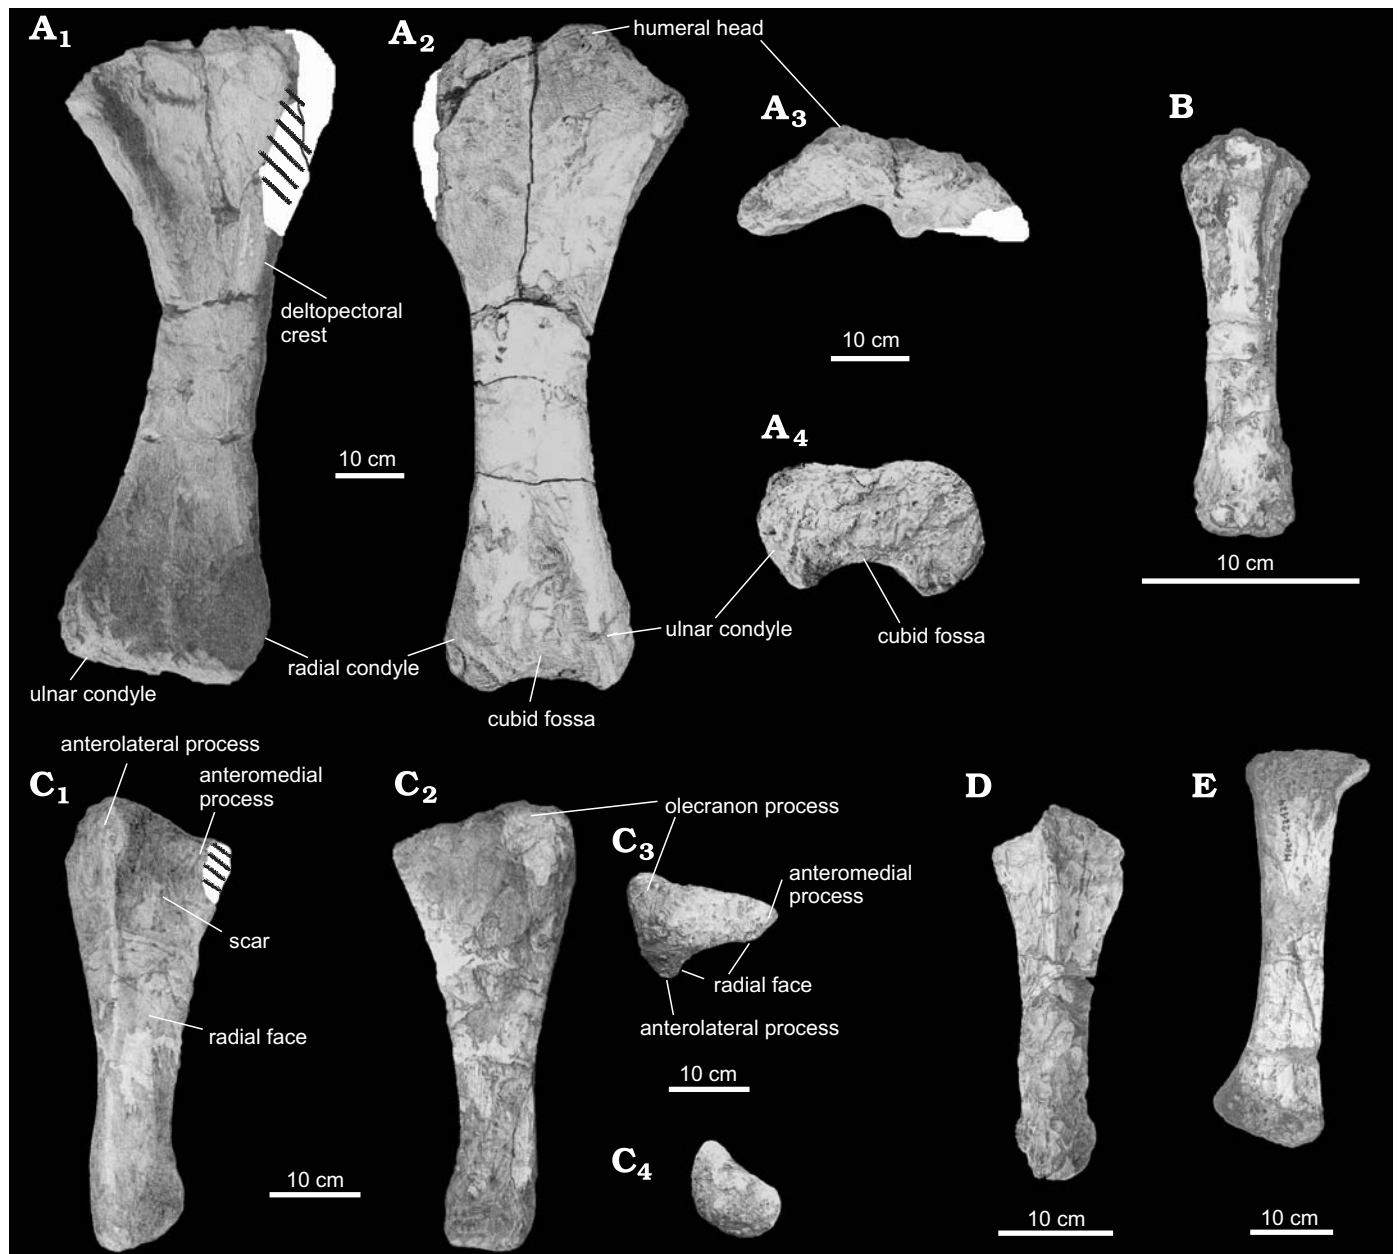 A1
A2
humeral head
A3
B
deltopectoral
crest
10 cm
10 cm
A4
10 cm
ulnar condyle
cubid fossa
radial condyle
ulnar condyle
cubid fossa
anterolateral process
anteromedial
process
C1
C2
olecranon process
C3
D
E
anteromedial
process
scar
radial face
radial face
anterolateral process
10 cm
10 cm
C4
10 cm
10 cm